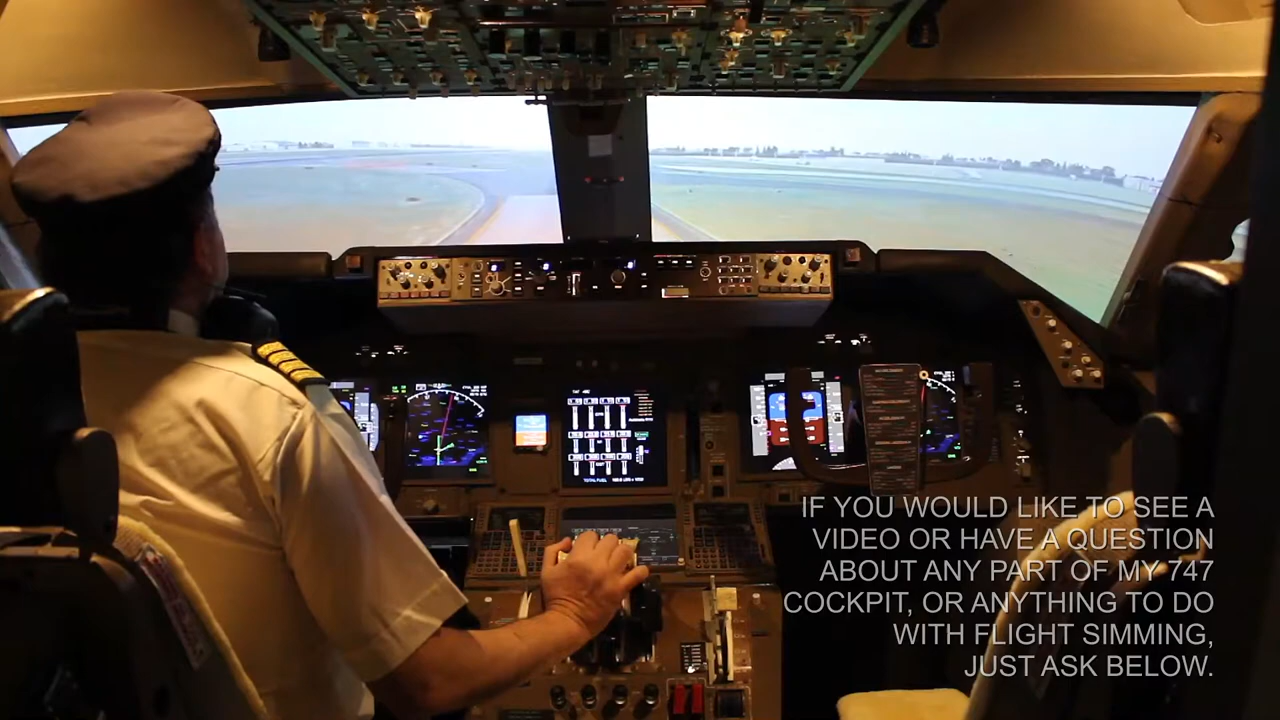 IF YOU WOULD LIKE TO SEE A
VIDEO OR HAVE A QUESTION
ABOUT ANY PART OF MY 747
COCKPIT, OR ANYTHING TO DO
WITH FLIGHT SIMMING,
JUST ASK BELOW.